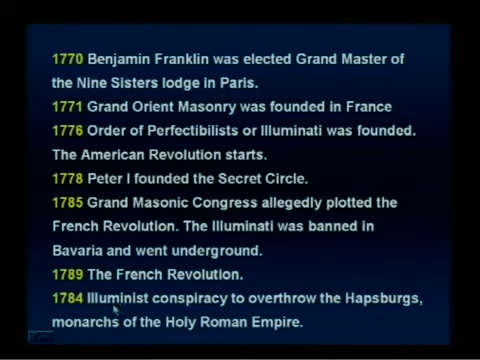 1770 Benjamin Franklin was elected Grand Master of
the Nine Sisters lodge in Paris.
1771 Grand Orient Masonry was founded in France
1776 Order of Perfectibilists or Illuminati was founded.
The American Revolution starts.
1778 Peter I founded the Secret Circle.
1785 Grand Masonic Congress allegedly plotted the
French Revolution. The Illuminati was banned in
Bavaria and went underground.
1789 The French Revolution.
1784 Illuminist conspiracy to overthrow the Hapsburgs,
monarchs of the Holy Roman Empire.